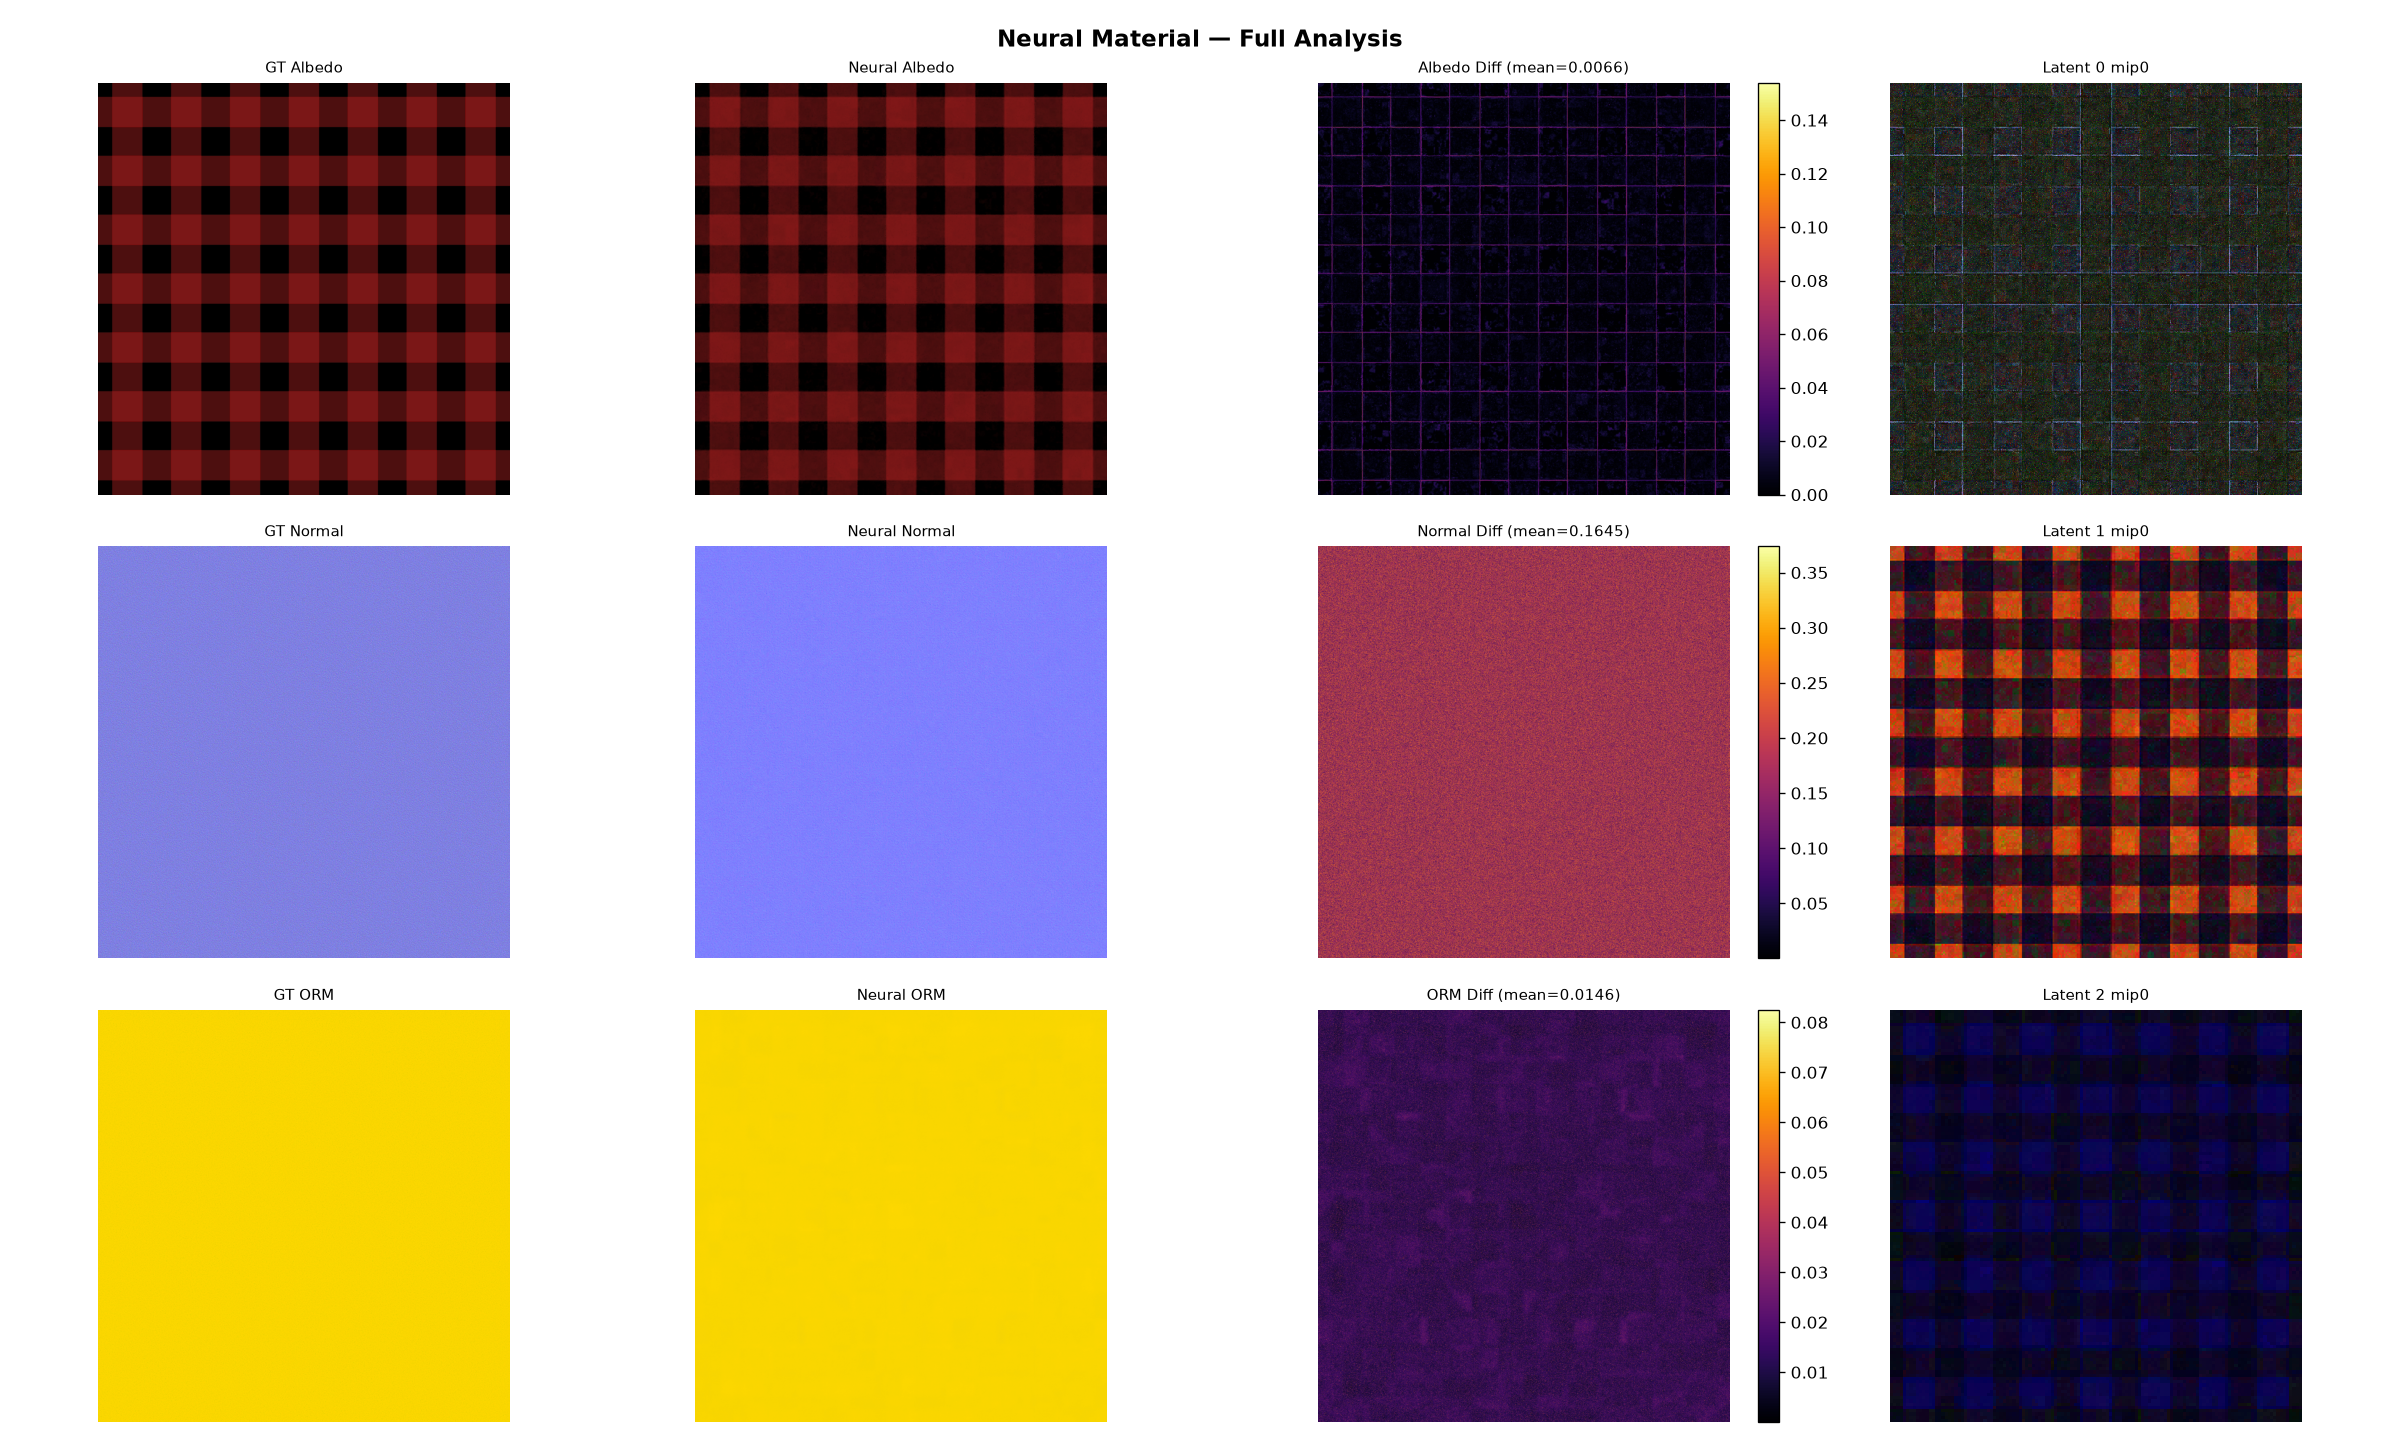 Neural Material — Full Analysis
GT Albedo
Neural Albedo
Albedo Diff (mean=0.0066)
Latent 0 mip0
0.14
0.12
0.10
0.08
0.06
0.04
0.02
0.00
GT Normal
Neural Normal
Normal Diff (mean=0.1645)
Latent 1 mip0
0.35
0.30
0.25
0.20
0.15
0.10
0.05
GT ORM
Neural ORM
ORM Diff (mean=0.0146)
Latent 2 mip0
0.08
0.07
0.06
0.05
0.04
0.03
0.02
0.01